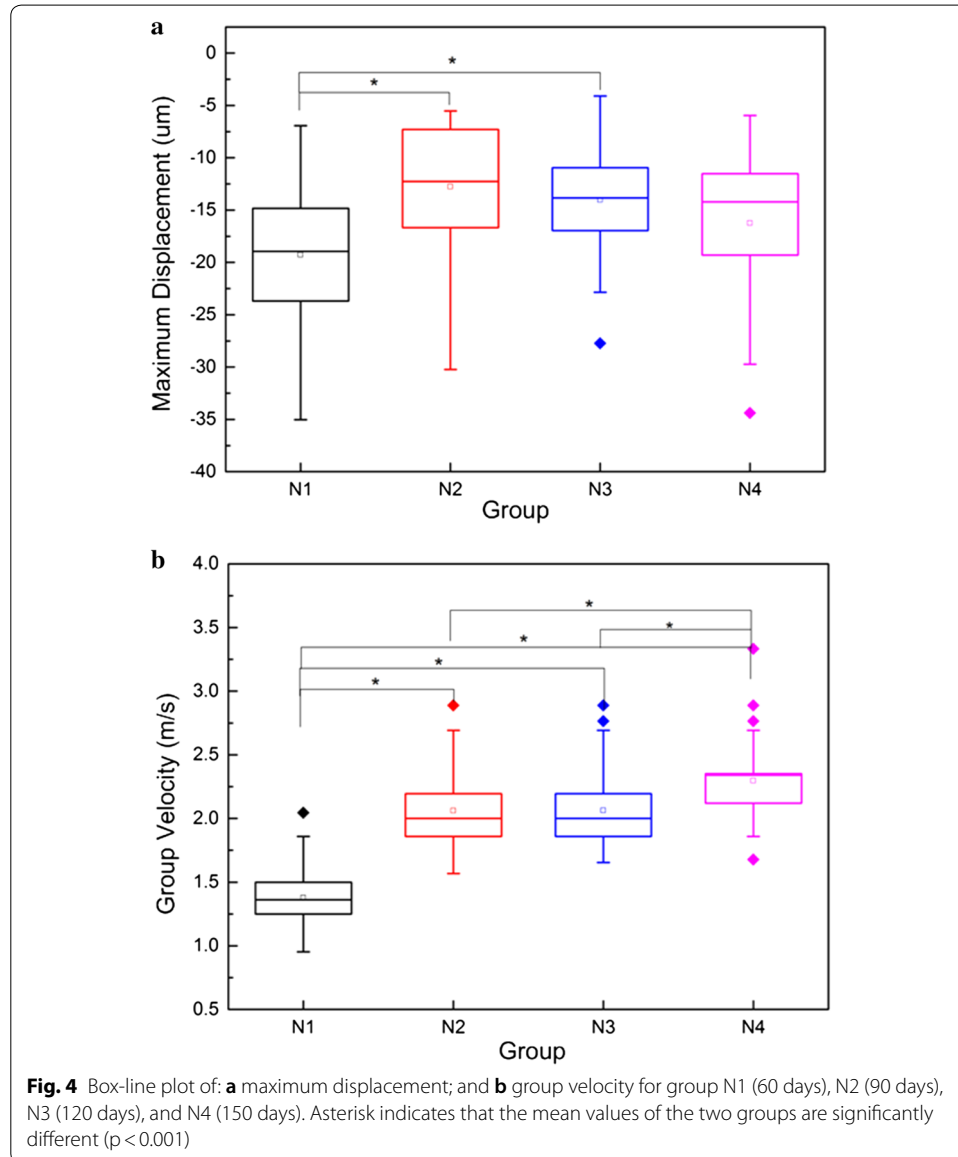 a
0
-5
-10
-15
-20
-25
-30
-35
-40
Maximum Displacement (um)
* *
N1 N2 N3 N4
Group
b
4.0
3.5
3.0
2.5
2.0
1.5
1.0
0.5
Group Velocity (m/s)
* * * * *
N1 N2 N3 N4
Group
Fig. 4 Box-line plot of: a maximum displacement; and b group velocity for group N1 (60 days), N2 (90 days),
N3 (120 days), and N4 (150 days). Asterisk indicates that the mean values of the two groups are significantly
different (p < 0.001)